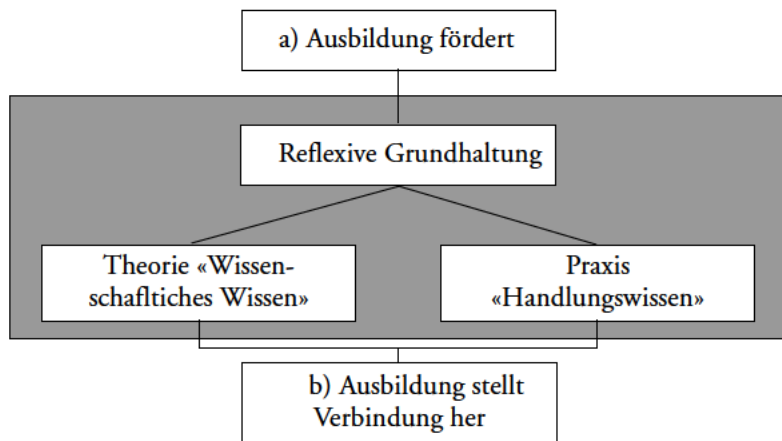 a) Ausbildung fördert
Reflexive Grundhaltung
Theorie «Wissen-
schafltiches Wissen»
Praxis
«Handlungswissen»
b) Ausbildung stellt
Verbindung her